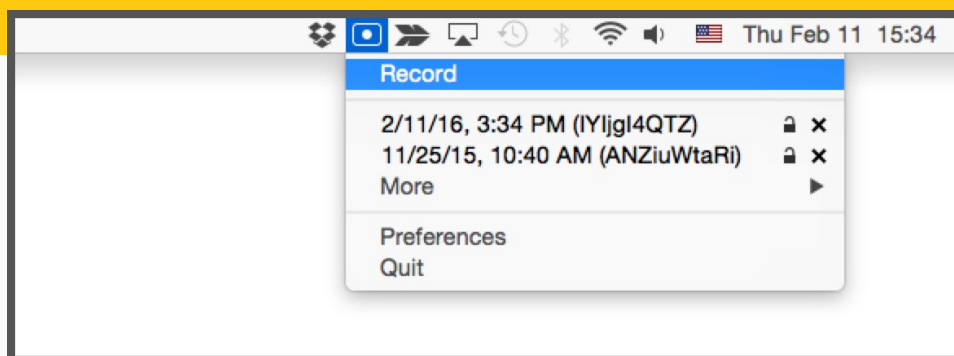 Thu Feb 11 15:34
Record
2/11/16, 3:34 PM (IYIjgI4QTZ)
11/25/15, 10:40 AM (ANZiuWtaRi)
More
Preferences
Quit